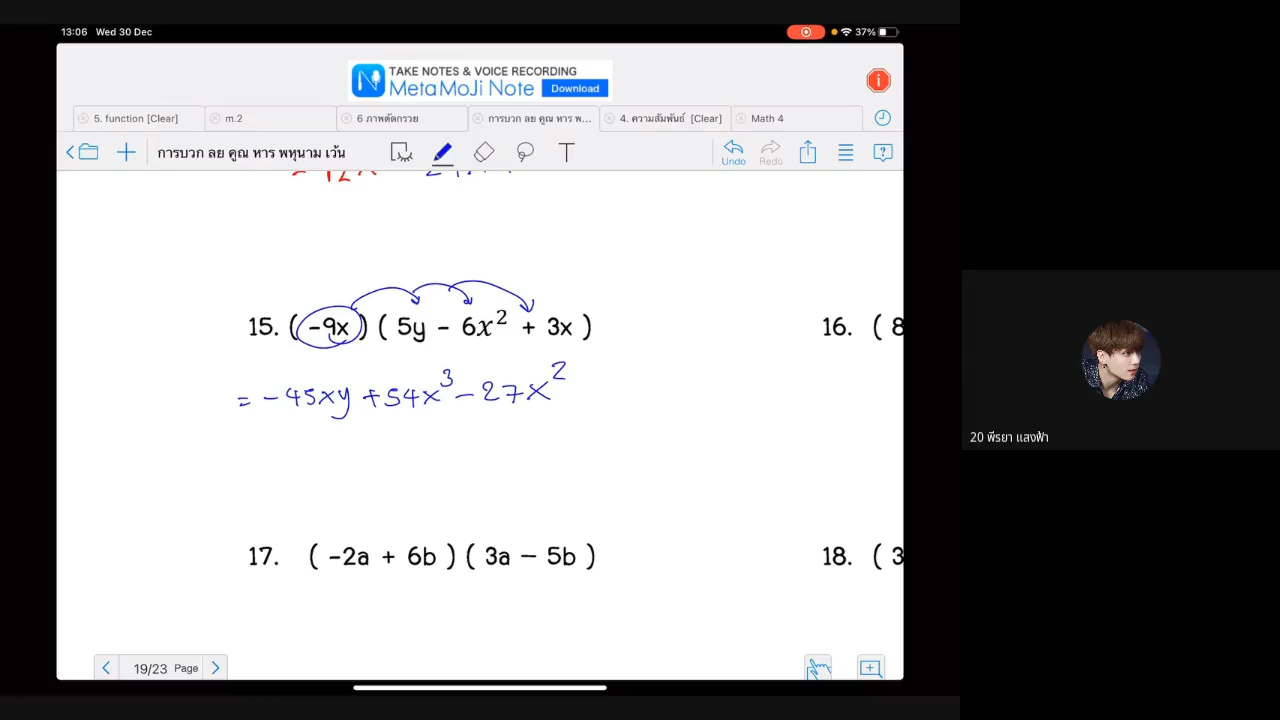 13:06 Wed 30 Dec 37%
TAKE NOTES & VOICE RECORDING
MetaMoJi Note Download
5. function [Clear] m.2 6 ภาพตัดกรวย การบวก ลย คูณ หาร พ... 4. ความสัมพันธ์ [Clear] Math 4
การบวก ลย คูณ หาร พหุนาม เว้น T Undo Redo
15. ( -9x ) ( 5y - 6x² + 3x ) 16. ( 8
= -45xy + 54x³ - 27x²
20 พีรยา แสงฟ้า
17. ( -2a + 6b ) ( 3a - 5b ) 18. ( 3
19/23 Page